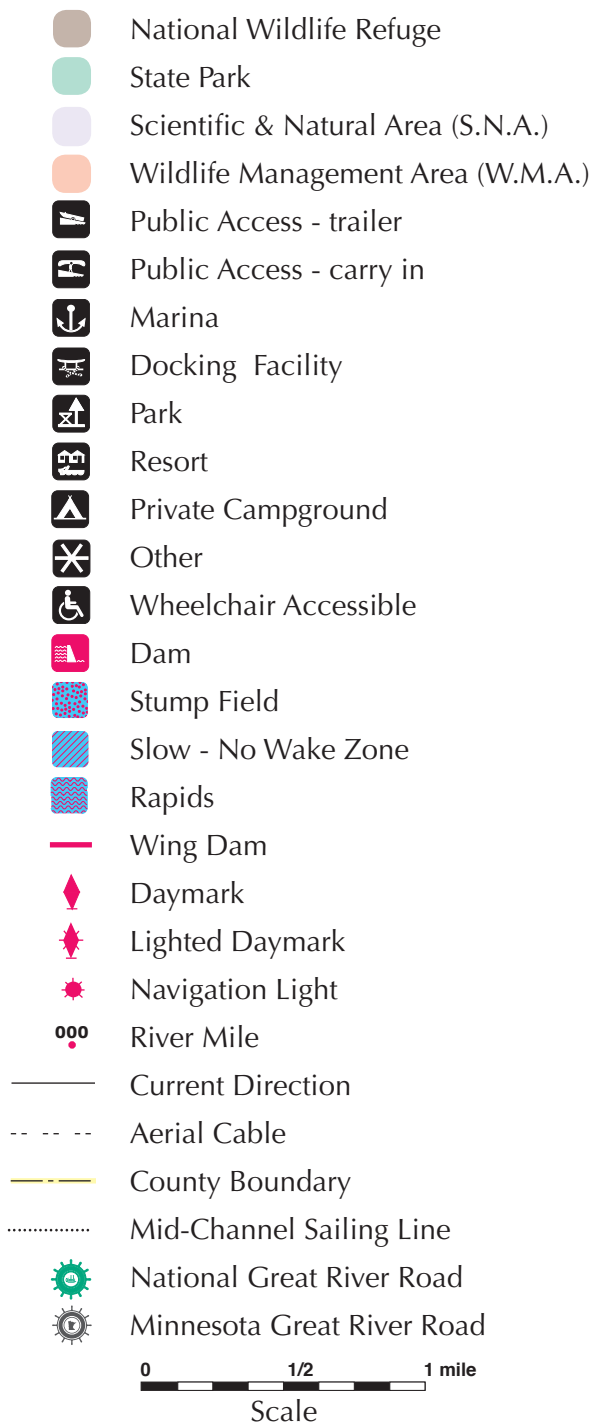 National Wildlife Refuge
State Park
Scientific & Natural Area (S.N.A.)
Wildlife Management Area (W.M.A.)
Public Access - trailer
Public Access - carry in
Marina
Docking Facility
Park
Resort
Private Campground
Other
Wheelchair Accessible
Dam
Stump Field
Slow - No Wake Zone
Rapids
Wing Dam
Daymark
Lighted Daymark
Navigation Light
000 River Mile
Current Direction
Aerial Cable
County Boundary
Mid-Channel Sailing Line
National Great River Road
Minnesota Great River Road
0 1/2 1 mile
Scale